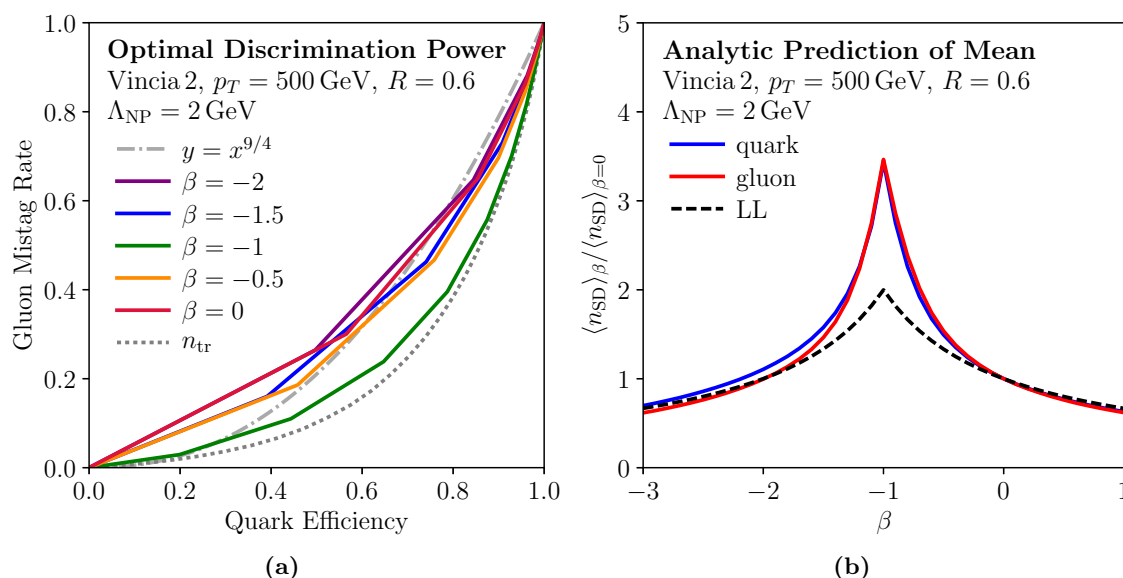 Optimal Discrimination Power
Vincia 2, p_T = 500 GeV, R = 0.6
Λ_NP = 2 GeV
y = x^{9/4}
β = −2
β = −1.5
β = −1
β = −0.5
β = 0
n_tr
Gluon Mistag Rate
1.0
0.8
0.6
0.4
0.2
0.0
0.0 0.2 0.4 0.6 0.8 1.0
Quark Efficiency
(a)
Analytic Prediction of Mean
Vincia 2, p_T = 500 GeV, R = 0.6
Λ_NP = 2 GeV
quark
gluon
LL
⟨n_SD⟩_β/⟨n_SD⟩_{β=0}
5
4
3
2
1
0
−3 −2 −1 0 1
β
(b)